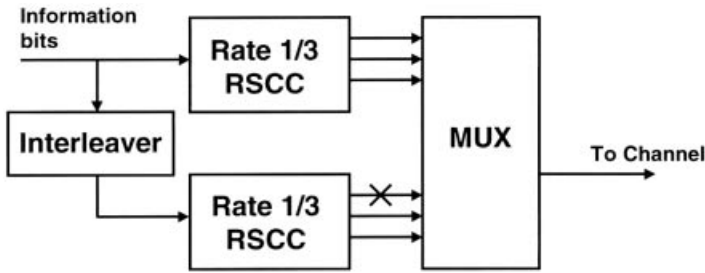 Information
bits
Rate 1/3
RSCC
Interleaver
MUX
To Channel
Rate 1/3
RSCC